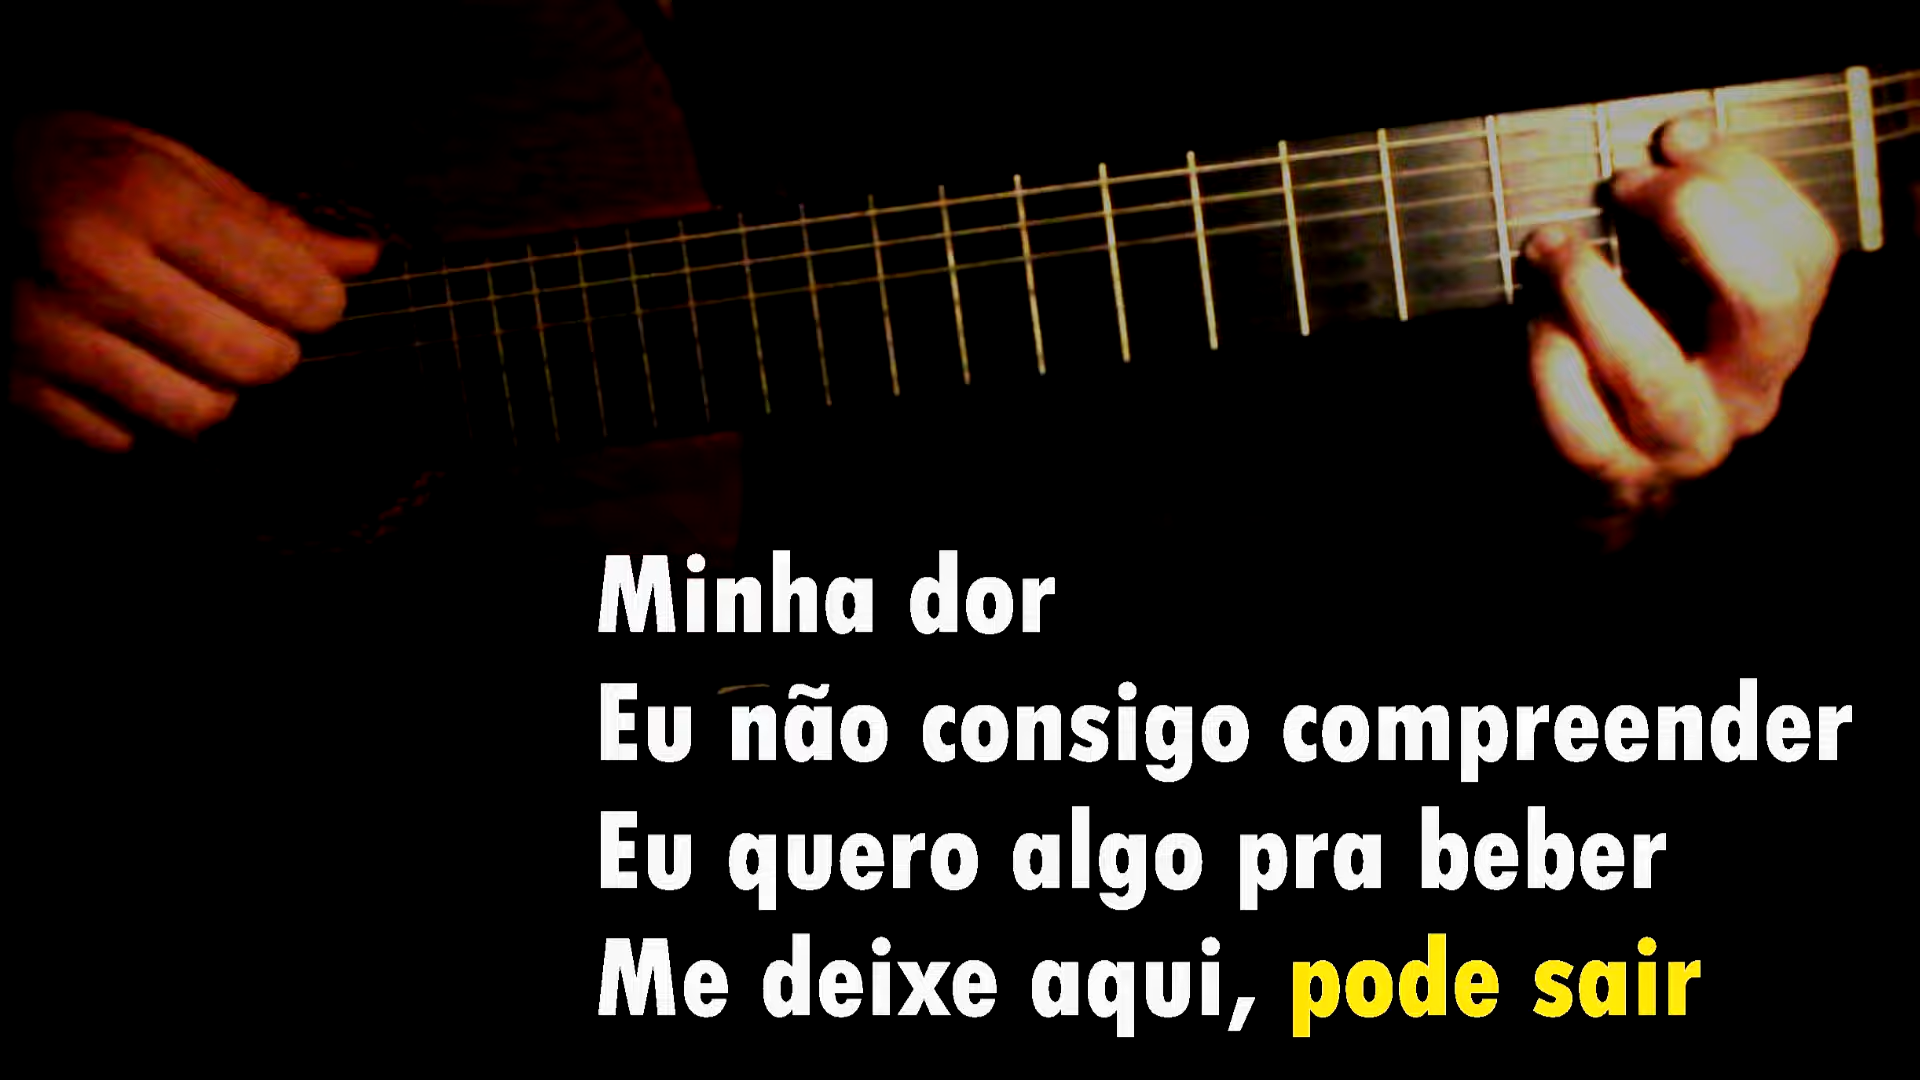 Minha dor
Eu não consigo compreender
Eu quero algo pra beber
Me deixe aqui, pode sair